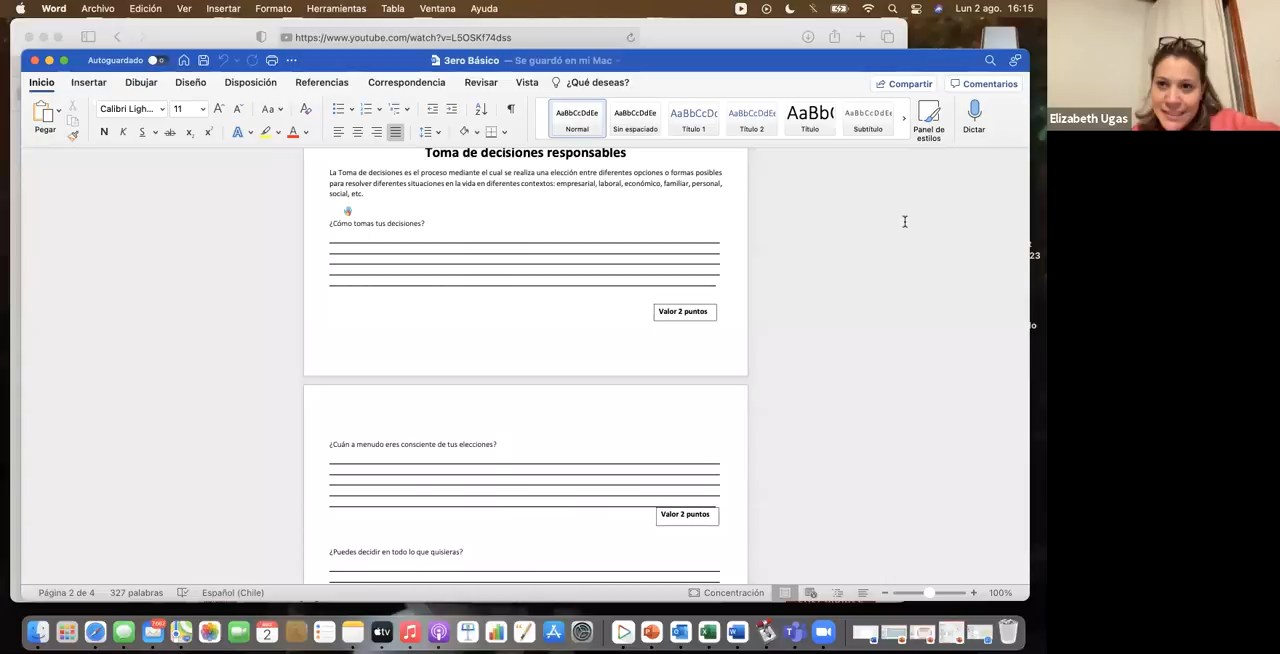 Word Archivo Edición Ver Insertar Formato Herramientas Tabla Ventana Ayuda Lun 2 ago. 16:15
https://www.youtube.com/watch?v=L5OSKf74dss
Autoguardado 3ero Básico — Se guardó en mi Mac
Inicio Insertar Dibujar Diseño Disposición Referencias Correspondencia Revisar Vista ¿Qué deseas? Compartir Comentarios
Pegar Calibri Ligh... 11 Aa
N K S ab x x A A
AaBbCcDdEe AaBbCcDdEe AaBbCcDc AaBbCcDdEe AaBb( AaBbCcDdEe
Normal Sin espaciado Título 1 Título 2 Título Subtítulo
Panel de estilos Dictar
Elizabeth Ugas
Toma de decisiones responsables
La Toma de decisiones es el proceso mediante el cual se realiza una elección entre diferentes opciones o formas posibles
para resolver diferentes situaciones en la vida en diferentes contextos: empresarial, laboral, económico, familiar, personal,
social, etc.
¿Cómo tomas tus decisiones?
Valor 2 puntos
¿Cuán a menudo eres consciente de tus elecciones?
Valor 2 puntos
¿Puedes decidir en todo lo que quisieras?
Página 2 de 4 327 palabras Español (Chile) Concentración 100%
tv